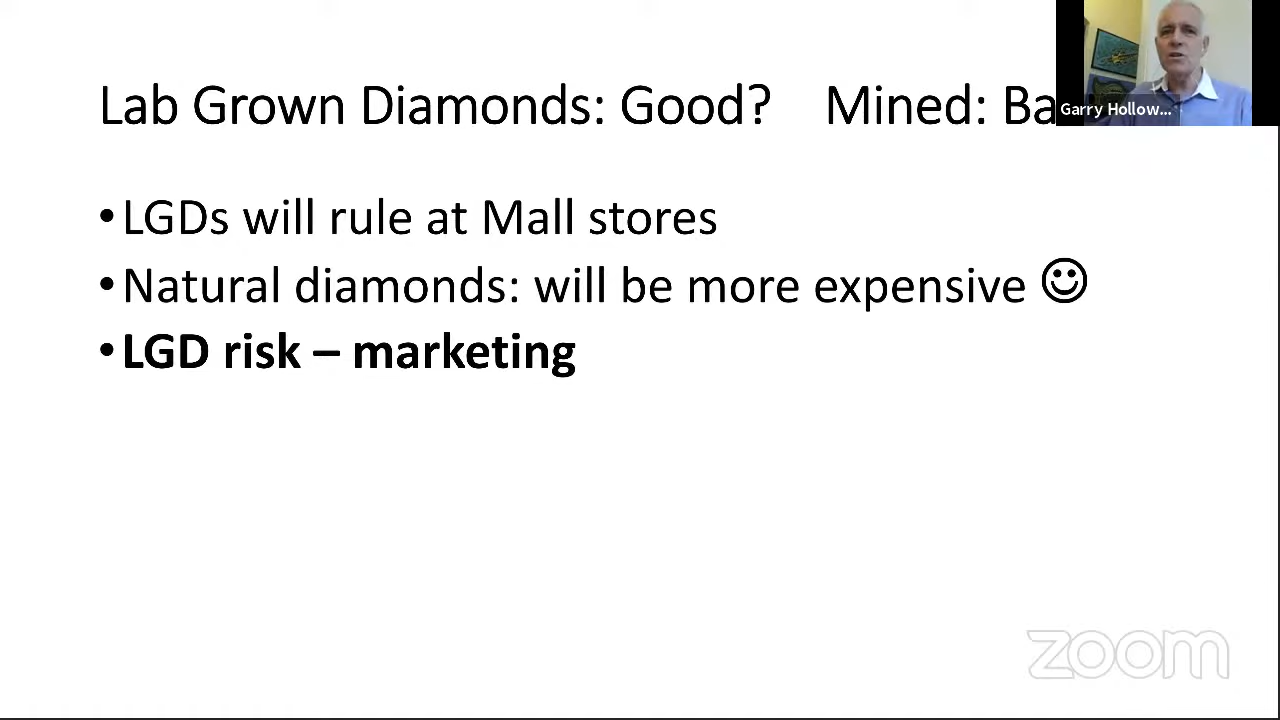 Lab Grown Diamonds: Good? Mined: Ba
Garry Hollow...
•LGDs will rule at Mall stores
•Natural diamonds: will be more expensive ☺
•LGD risk – marketing
zoom